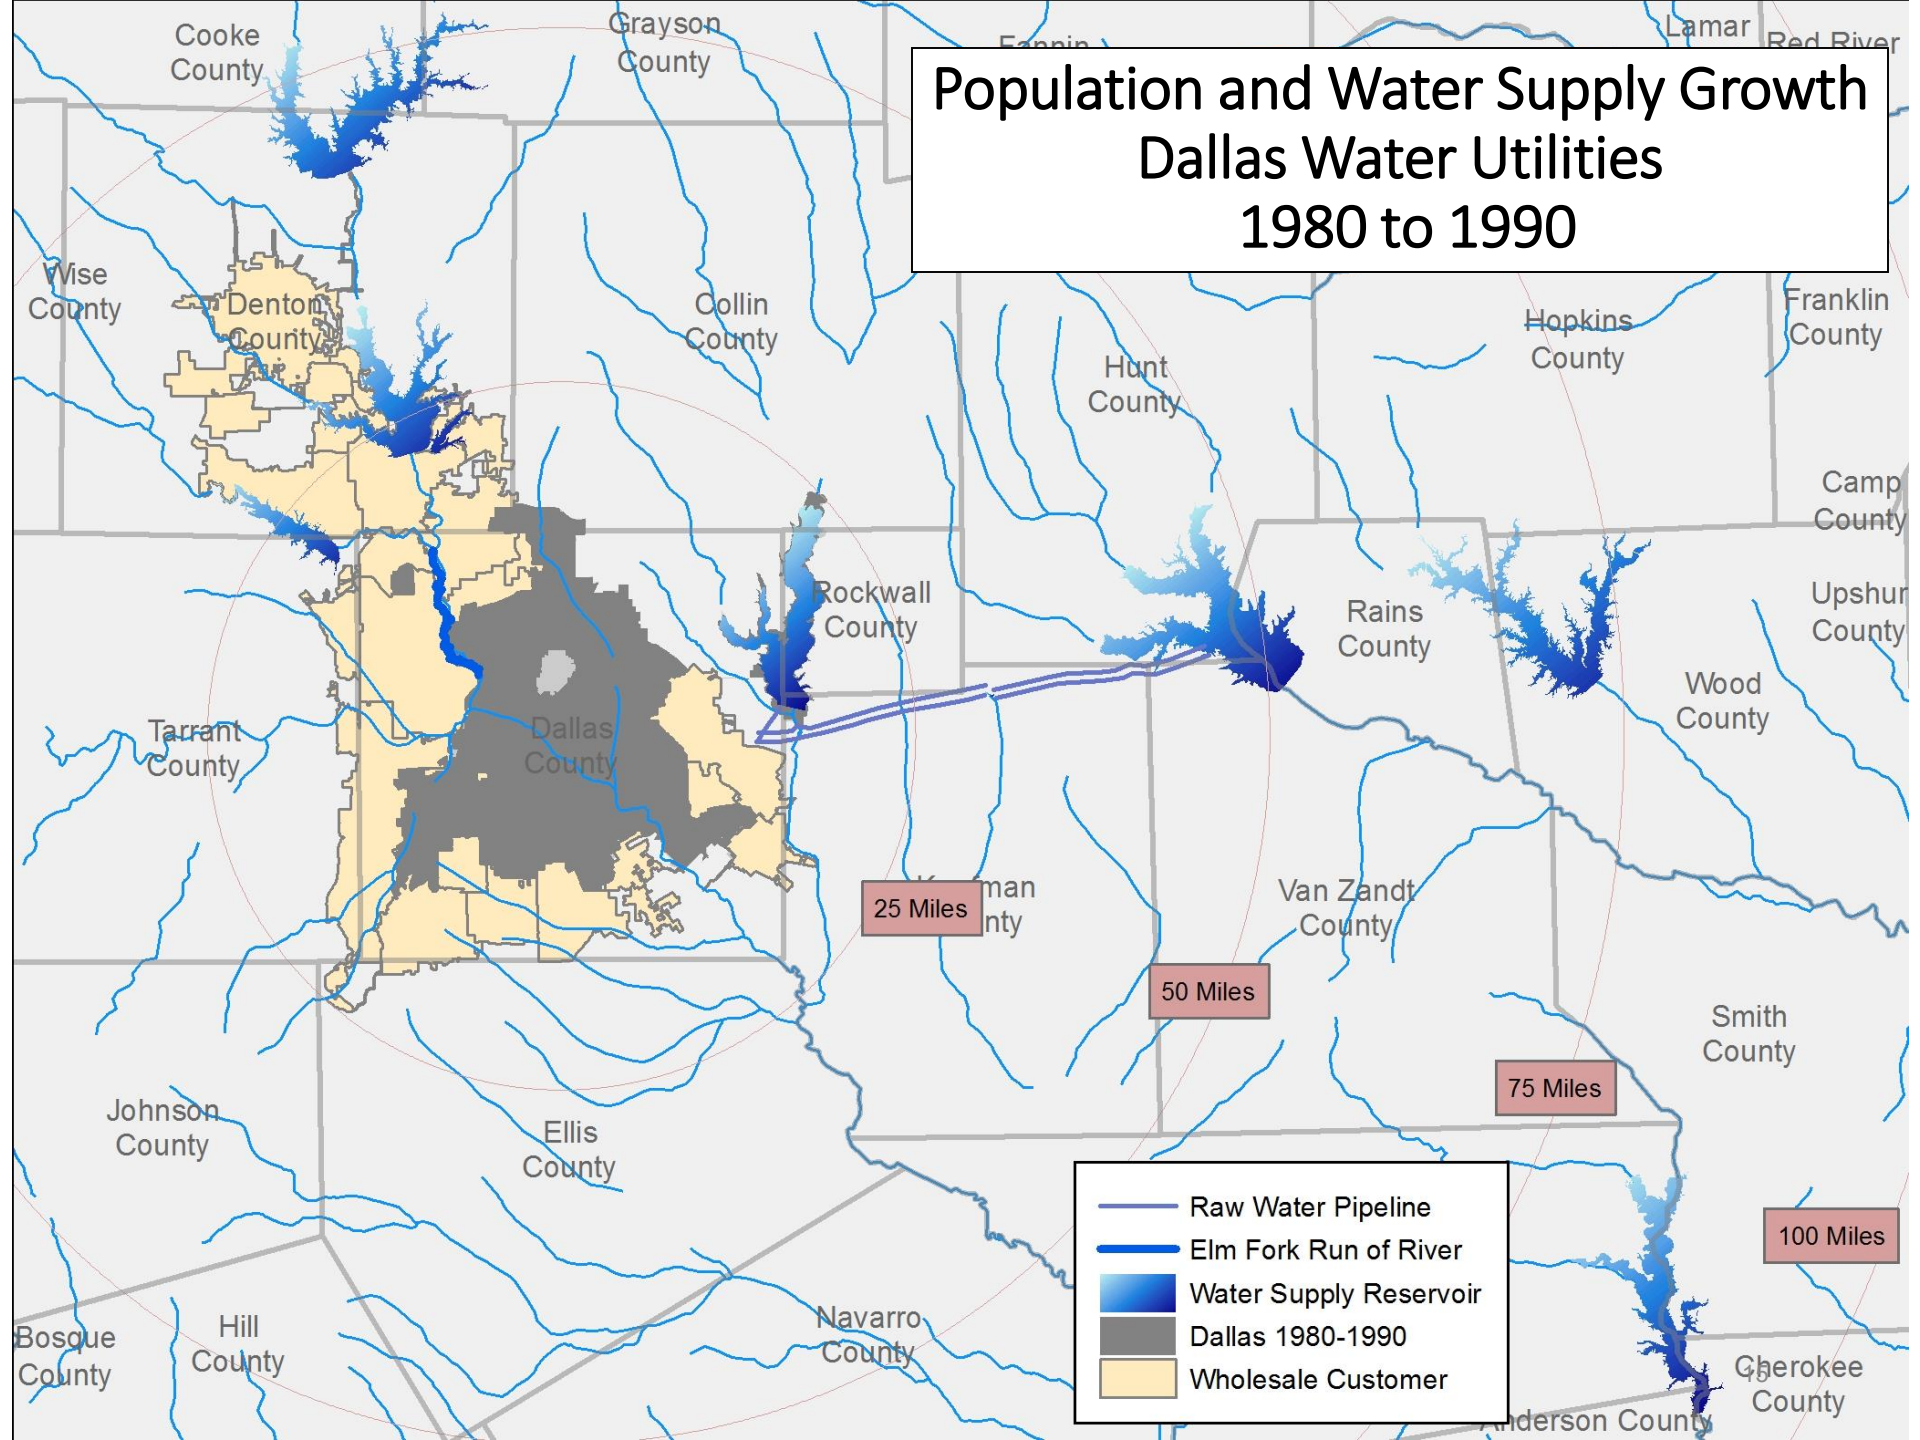 Cooke
County
Grayson
County
Fannin
Lamar
Red River
Population and Water Supply Growth
Dallas Water Utilities
1980 to 1990
Wise
County
Denton
County
Collin
County
Hunt
County
Hopkins
County
Franklin
County
Camp
County
Rockwall
County
Rains
County
Upshur
County
Wood
County
Tarrant
County
Dallas
County
25 Miles
Van Zandt
County
50 Miles
Smith
County
75 Miles
Johnson
County
Ellis
County
Raw Water Pipeline
Elm Fork Run of River
Water Supply Reservoir
Dallas 1980-1990
Wholesale Customer
100 Miles
Bosque
County
Hill
County
Navarro
County
15
Cherokee
County
Anderson County